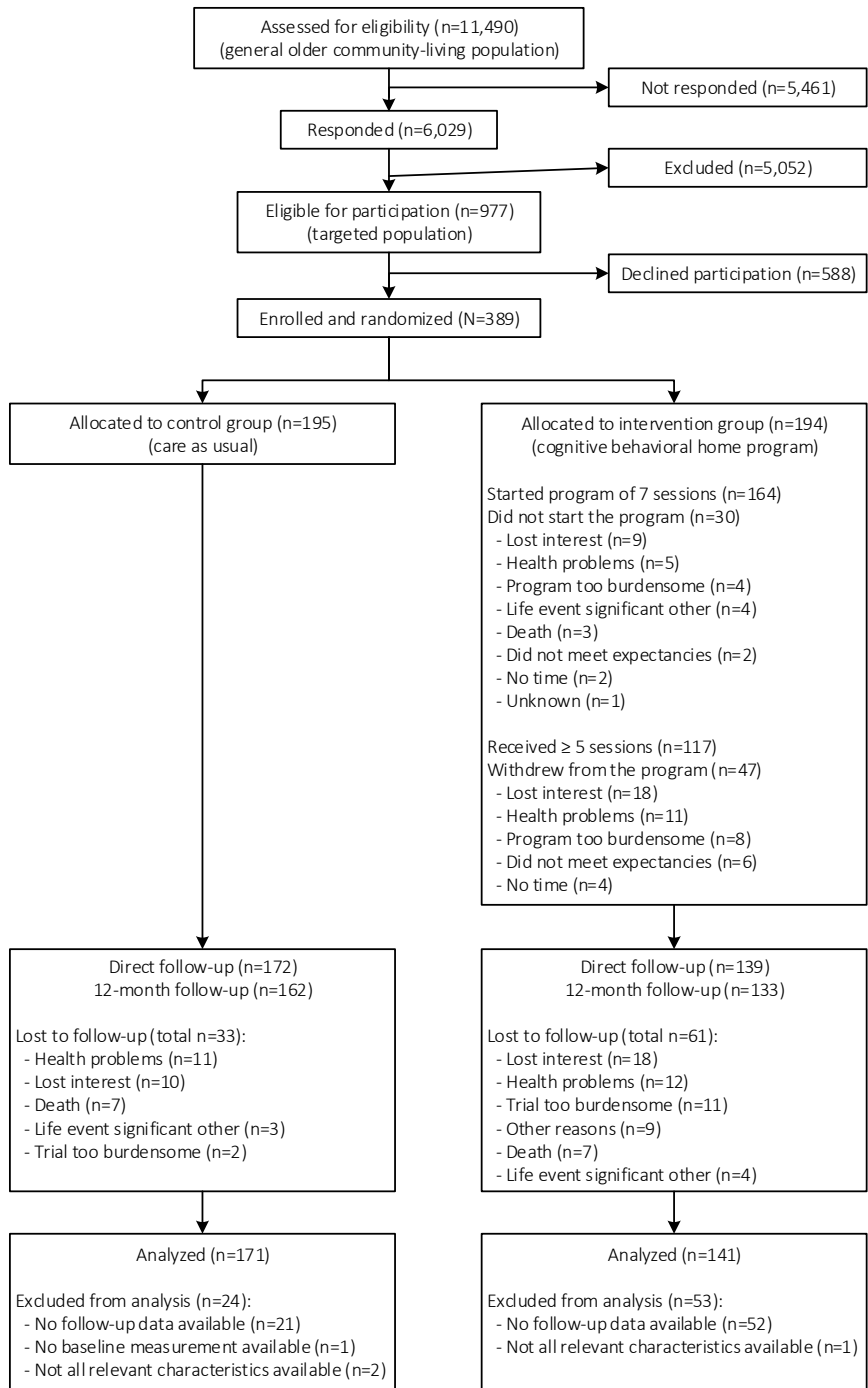 Assessed for eligibility (n=11,490)
(general older community-living population)
Not responded (n=5,461)
Responded (n=6,029)
Excluded (n=5,052)
Eligible for participation (n=977)
(targeted population)
Declined participation (n=588)
Enrolled and randomized (N=389)
Allocated to control group (n=195)
(care as usual)
Allocated to intervention group (n=194)
(cognitive behavioral home program)
Started program of 7 sessions (n=164)
Did not start the program (n=30)
- Lost interest (n=9)
- Health problems (n=5)
- Program too burdensome (n=4)
- Life event significant other (n=4)
- Death (n=3)
- Did not meet expectancies (n=2)
- No time (n=2)
- Unknown (n=1)
Received ≥ 5 sessions (n=117)
Withdrew from the program (n=47)
- Lost interest (n=18)
- Health problems (n=11)
- Program too burdensome (n=8)
- Did not meet expectancies (n=6)
- No time (n=4)
Direct follow-up (n=172)
12-month follow-up (n=162)
Lost to follow-up (total n=33):
- Health problems (n=11)
- Lost interest (n=10)
- Death (n=7)
- Life event significant other (n=3)
- Trial too burdensome (n=2)
Direct follow-up (n=139)
12-month follow-up (n=133)
Lost to follow-up (total n=61):
- Lost interest (n=18)
- Health problems (n=12)
- Trial too burdensome (n=11)
- Other reasons (n=9)
- Death (n=7)
- Life event significant other (n=4)
Analyzed (n=171)
Excluded from analysis (n=24):
- No follow-up data available (n=21)
- No baseline measurement available (n=1)
- Not all relevant characteristics available (n=2)
Analyzed (n=141)
Excluded from analysis (n=53):
- No follow-up data available (n=52)
- Not all relevant characteristics available (n=1)